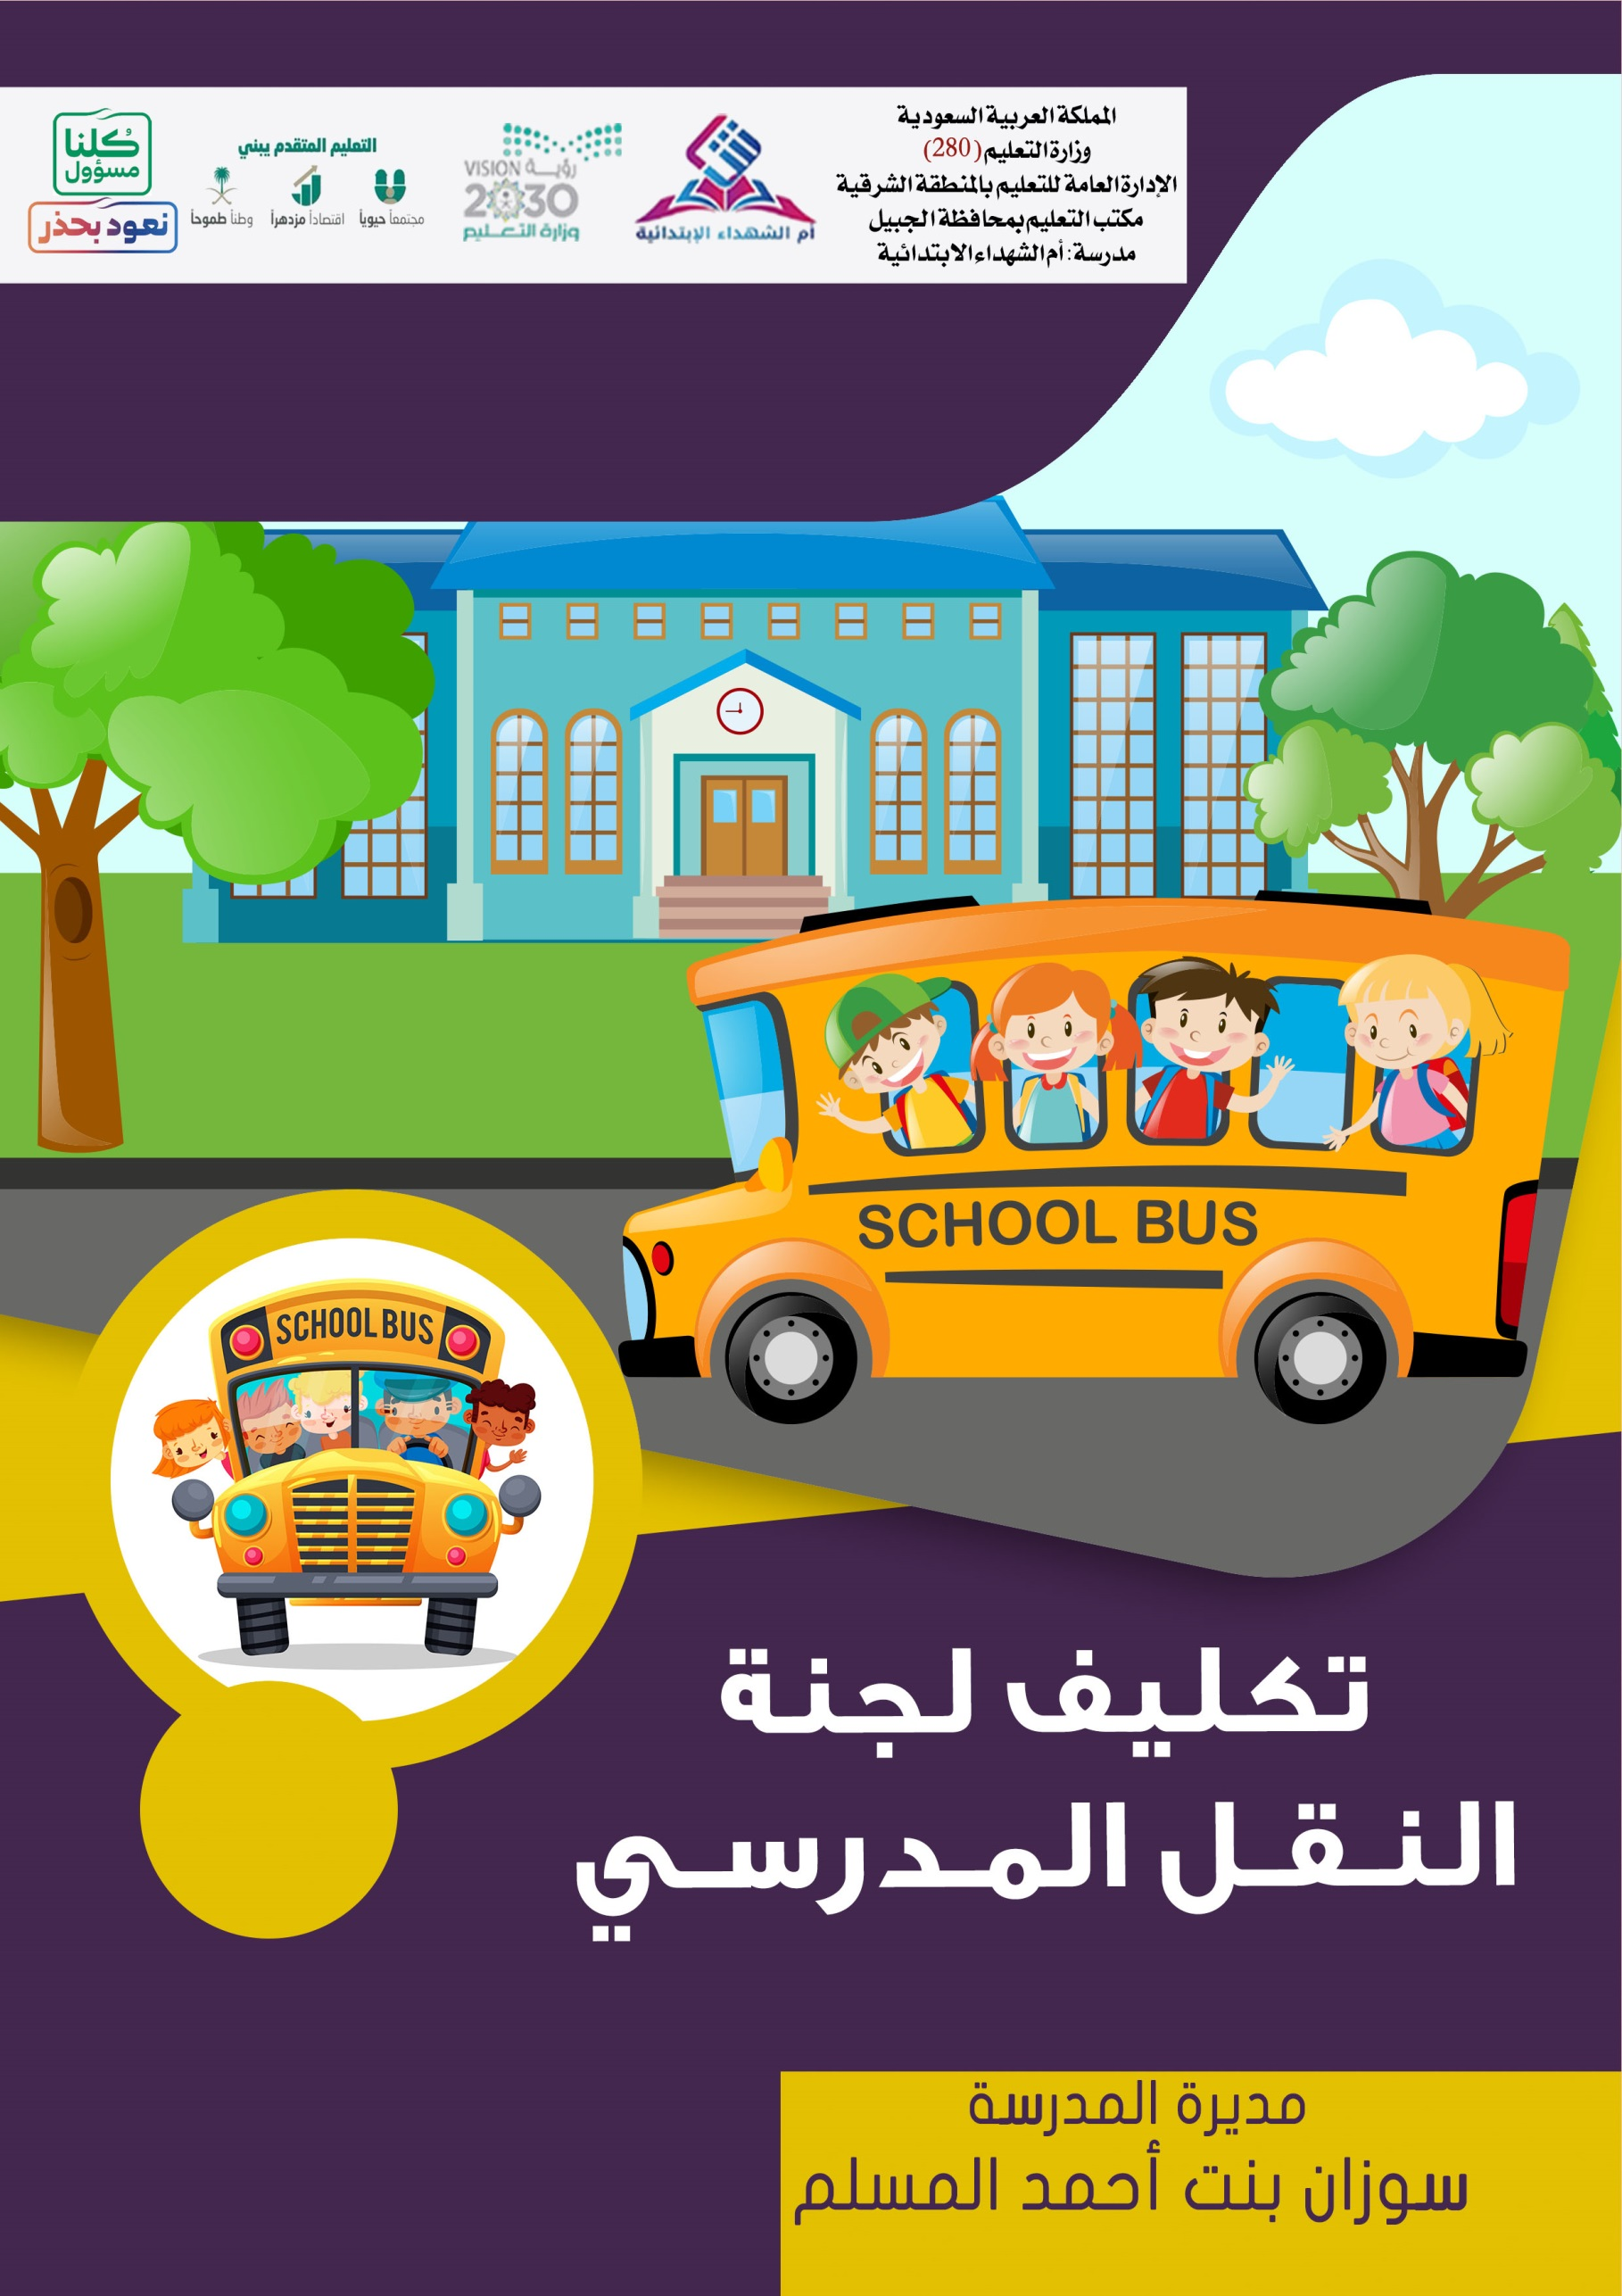 المملكة العربية السعودية
وزارة التعليم (280)
الإدارة العامة للتعليم بالمنطقة الشرقية
مكتب التعليم بمحافظة الجبيل
مدرسة: أم الشهداء الابتدائية
أم الشهداء الإبتدائية
VISION رؤية
2030
وزارة التعليم
التعليم المتقدم يبني
مجتمعاً حيوياً
اقتصاداً مزدهراً
وطناً طموحاً
كُلنا
مسؤول
نعود بحذر
SCHOOL BUS
SCHOOL BUS
تكليف لجنة
النقل المدرسي
مديرة المدرسة
سوزان بنت أحمد المسلم